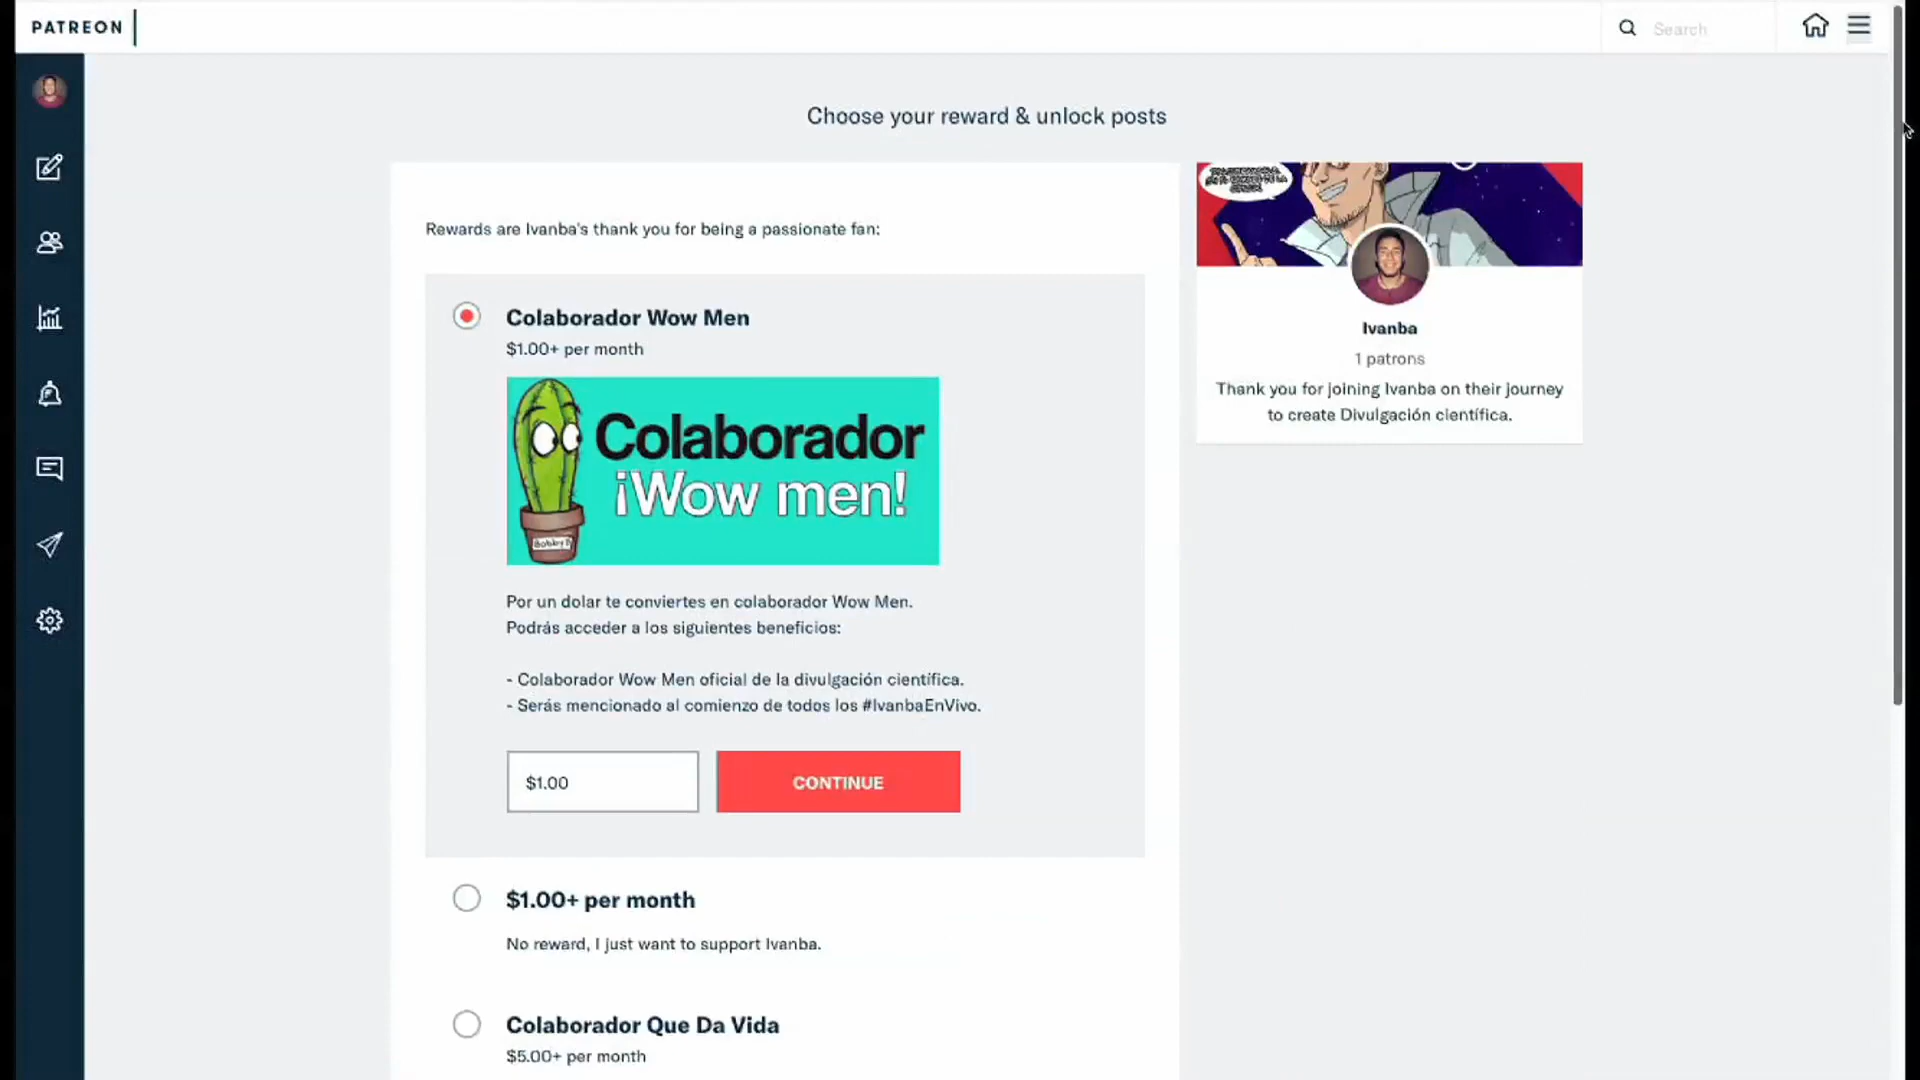 PATREON
Search
Choose your reward & unlock posts
Rewards are Ivanba's thank you for being a passionate fan:
Colaborador Wow Men
$1.00+ per month
Colaborador
¡Wow men!
Bobby
Por un dolar te conviertes en colaborador Wow Men.
Podrás acceder a los siguientes beneficios:
- Colaborador Wow Men oficial de la divulgación científica.
- Serás mencionado al comienzo de todos los #IvanbaEnVivo.
$1.00
CONTINUE
$1.00+ per month
No reward, I just want to support Ivanba.
Colaborador Que Da Vida
$5.00+ per month
Ivanba
1 patrons
Thank you for joining Ivanba on their journey
to create Divulgación científica.